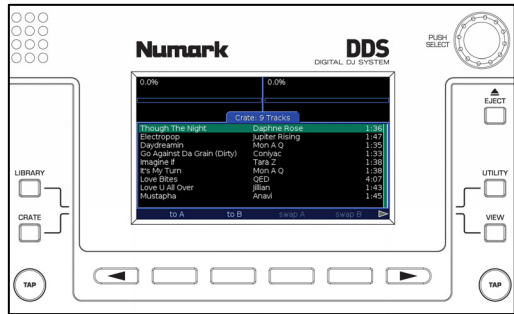 Numark
DDS
DIGITAL DJ SYSTEM
PUSH
SELECT
0.0% 0.0%
Crate: 9 Tracks
Though The Night Daphne Rose 1:36
Electropop Jupiter Rising 1:47
Daydreamin Mon A Q 1:35
Go Against Da Grain (Dirty) Coniyac 1:33
Imagine If Tara Z 1:38
It's My Turn Mon A Q 1:38
Love Bites QED 4:07
Love U All Over Jillian 1:43
Mustapha Anavi 1:45
to A to B swap A swap B
LIBRARY
CRATE
EJECT
UTILITY
VIEW
TAP
TAP